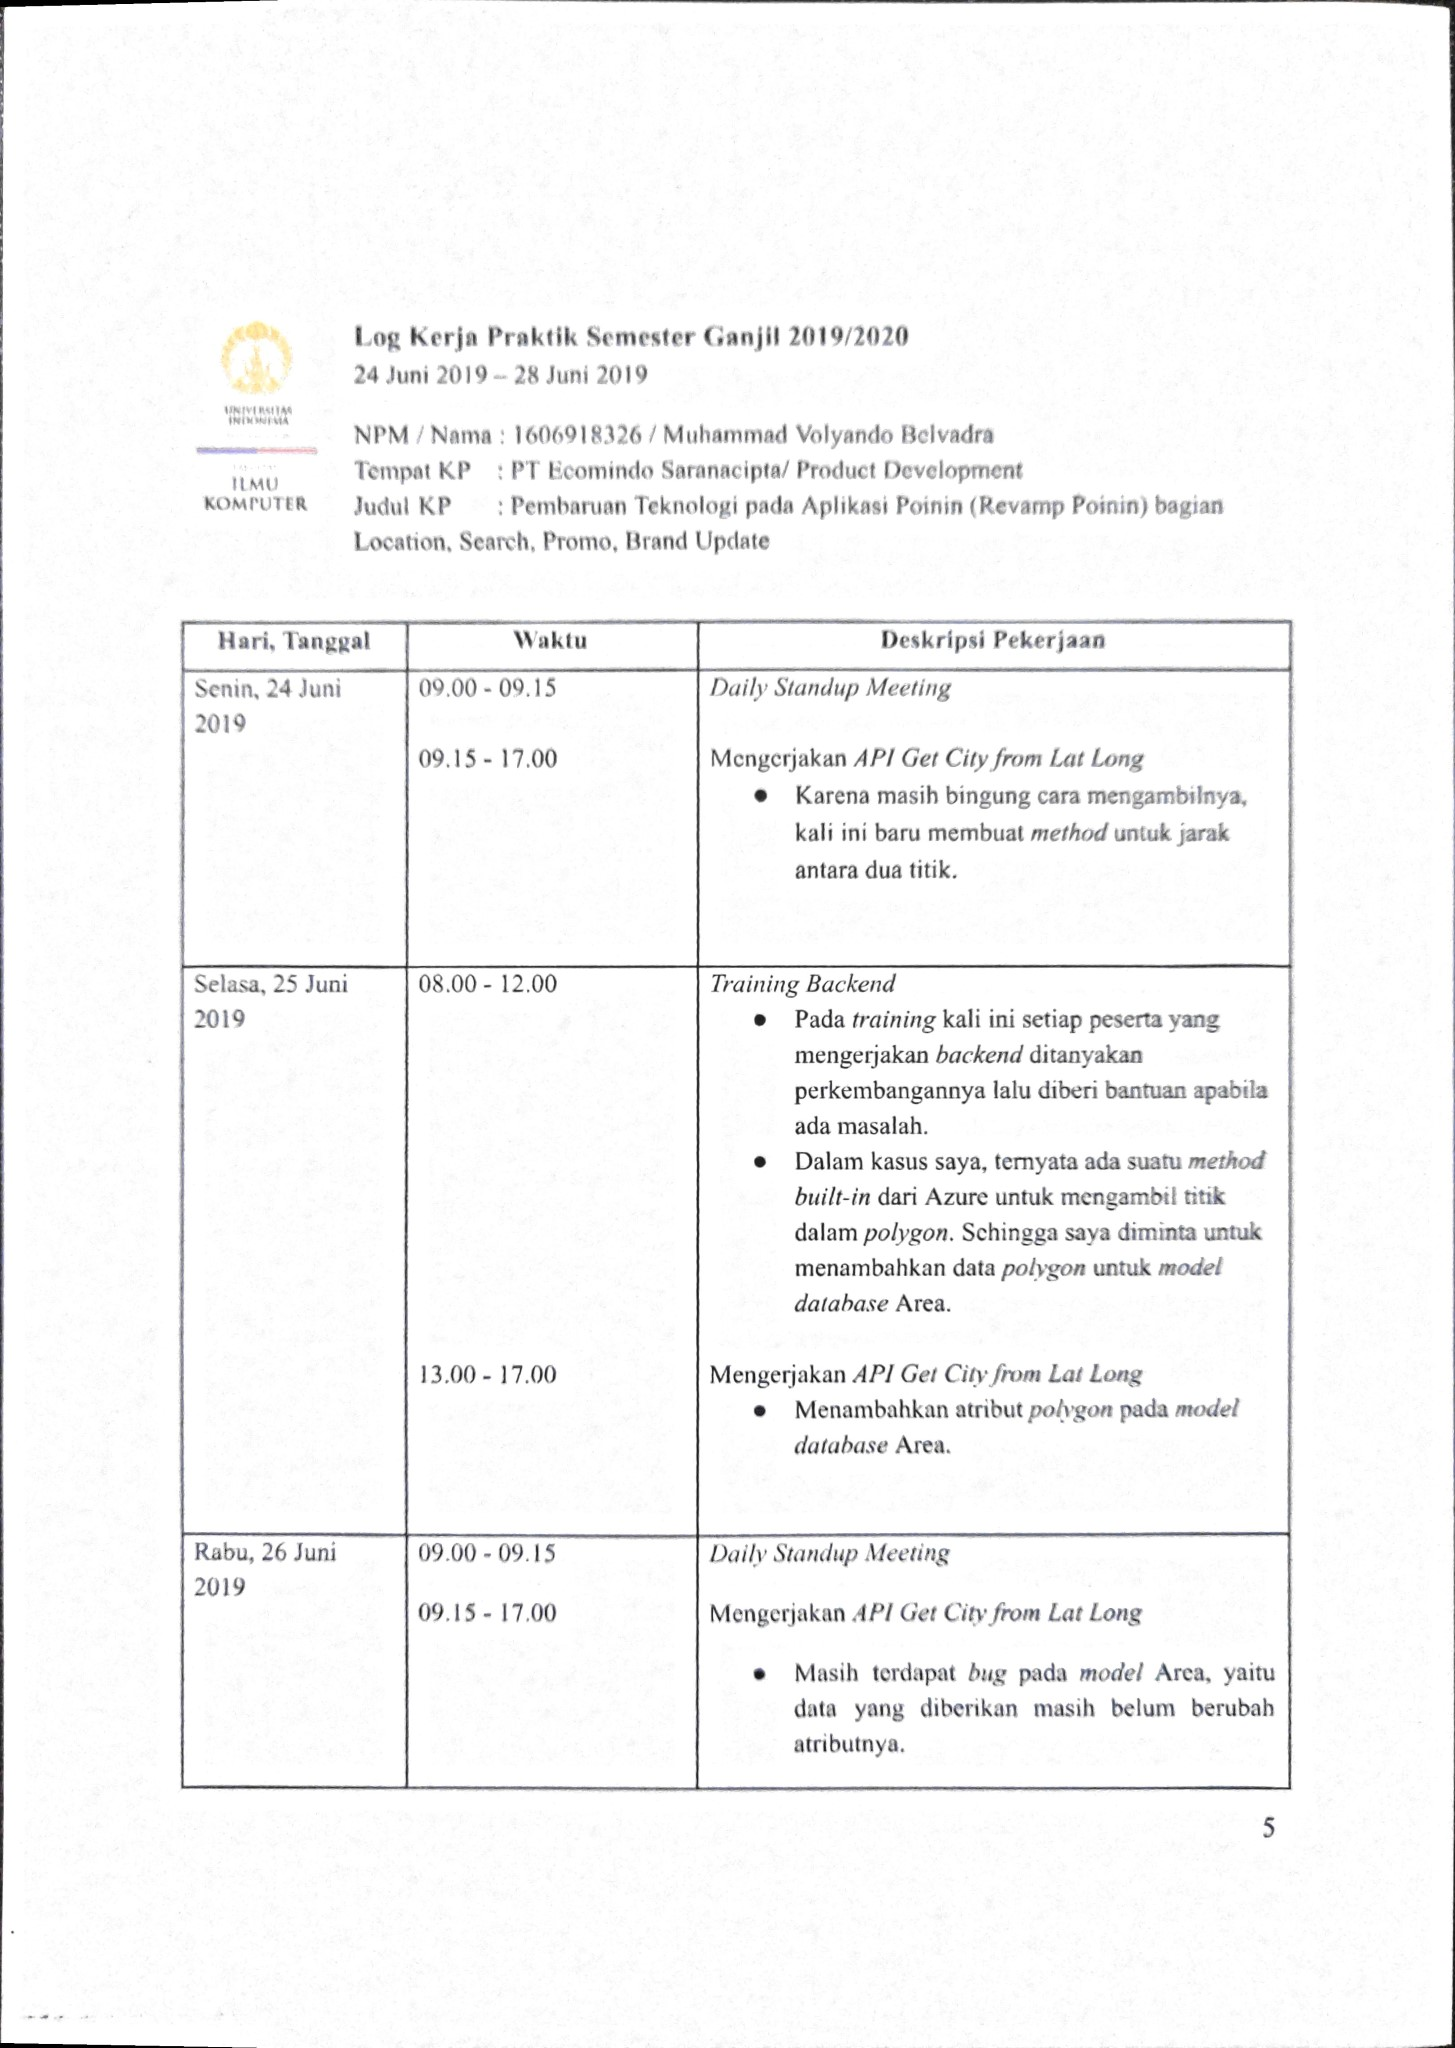 UNIVERSITAS
INDONESIA
ILMU
KOMPUTER
Log Kerja Praktik Semester Ganjil 2019/2020
24 Juni 2019 – 28 Juni 2019
NPM / Nama : 1606918326 / Muhammad Volyando Belvadra
Tempat KP : PT Ecomindo Saranacipta/ Product Development
Judul KP : Pembaruan Teknologi pada Aplikasi Poinin (Revamp Poinin) bagian
Location, Search, Promo, Brand Update
Hari, Tanggal Waktu Deskripsi Pekerjaan
Senin, 24 Juni 09.00 - 09.15 Daily Standup Meeting
2019
09.15 - 17.00 Mengerjakan API Get City from Lat Long
● Karena masih bingung cara mengambilnya,
kali ini baru membuat method untuk jarak
antara dua titik.
Selasa, 25 Juni 08.00 - 12.00 Training Backend
2019 ● Pada training kali ini setiap peserta yang
mengerjakan backend ditanyakan
perkembangannya lalu diberi bantuan apabila
ada masalah.
● Dalam kasus saya, ternyata ada suatu method
built-in dari Azure untuk mengambil titik
dalam polygon. Sehingga saya diminta untuk
menambahkan data polygon untuk model
database Area.
13.00 - 17.00 Mengerjakan API Get City from Lat Long
● Menambahkan atribut polygon pada model
database Area.
Rabu, 26 Juni 09.00 - 09.15 Daily Standup Meeting
2019
09.15 - 17.00 Mengerjakan API Get City from Lat Long
● Masih terdapat bug pada model Area, yaitu
data yang diberikan masih belum berubah
atributnya.
5